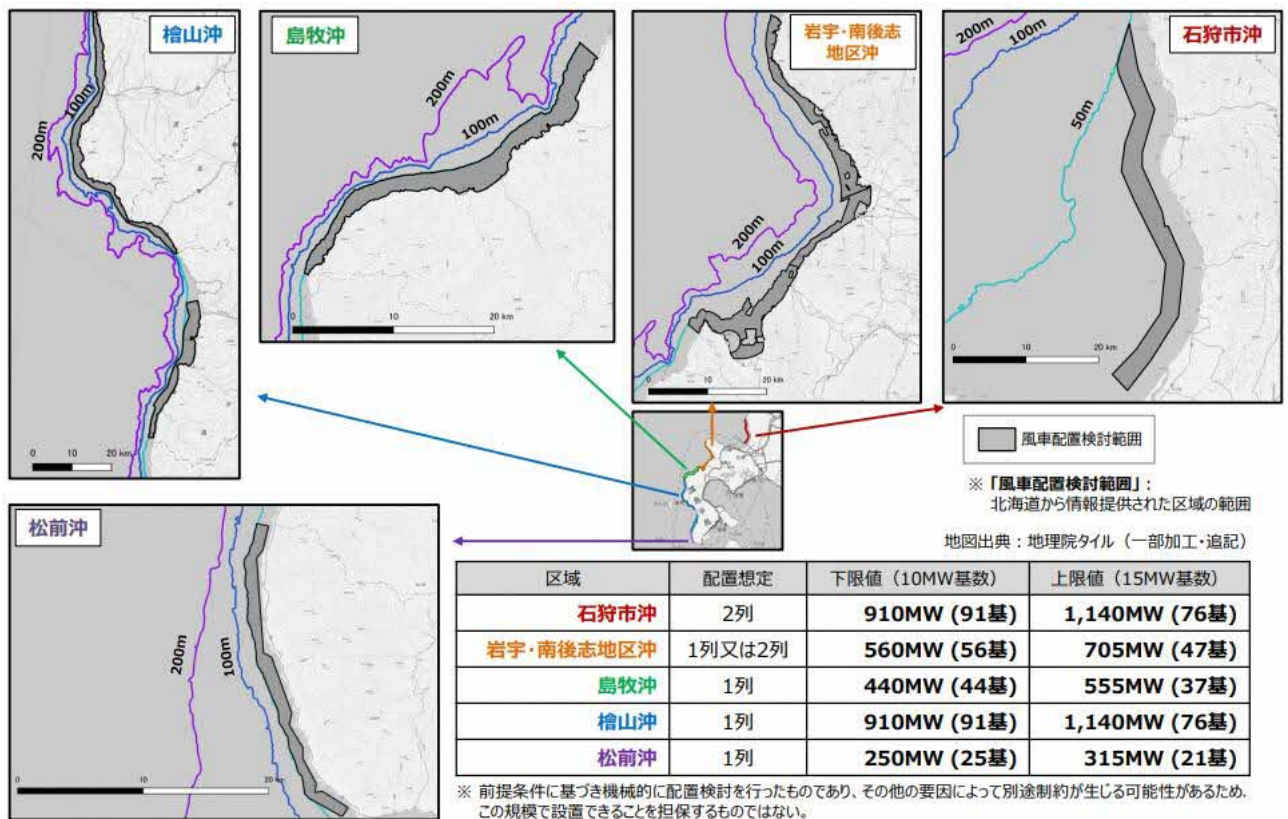 檜山沖
200m
100m
0 10 20 km
島牧沖
200m
100m
0 10 20 km
岩宇・南後志
地区沖
200m
100m
0 10 20 km
石狩市沖
200m
100m
50m
0 10 20 km
風車配置検討範囲
※「風車配置検討範囲」:
北海道から情報提供された区域の範囲
地図出典:地理院タイル(一部加工・追記)
松前沖
200m
100m
0 10 20 km
区域 配置想定 下限値(10MW基数) 上限値(15MW基数)
石狩市沖 2列 910MW (91基) 1,140MW (76基)
岩宇・南後志地区沖 1列又は2列 560MW (56基) 705MW (47基)
島牧沖 1列 440MW (44基) 555MW (37基)
檜山沖 1列 910MW (91基) 1,140MW (76基)
松前沖 1列 250MW (25基) 315MW (21基)
※ 前提条件に基づき機械的に配置検討を行ったものであり、その他の要因によって別途制約が生じる可能性があるため、
この規模で設置できることを担保するものではない。